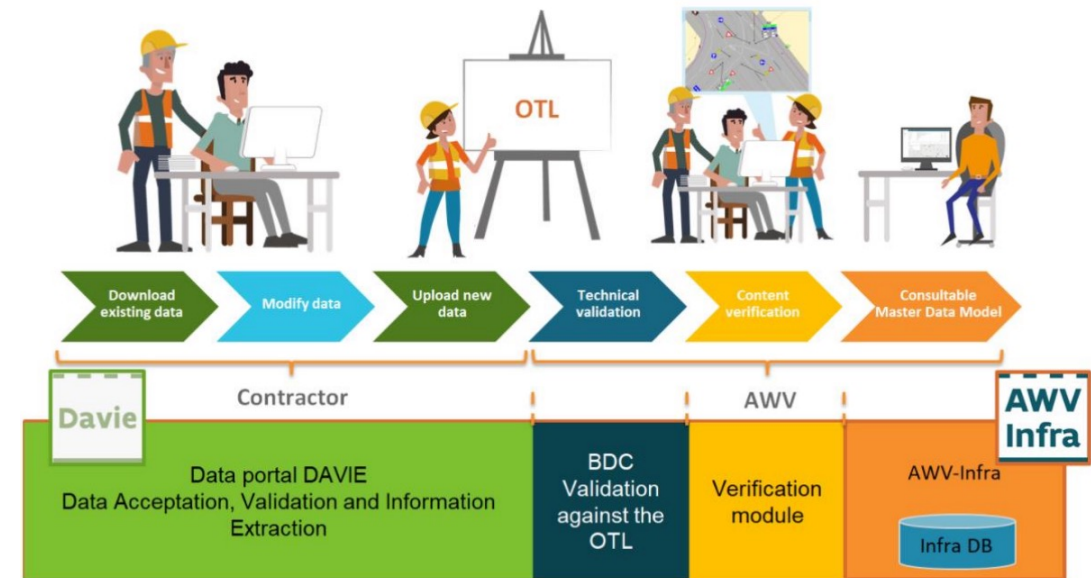 OTL
Download
existing data
Modify data
Upload new
data
Technical
validation
Content
verification
Consultable
Master Data Model
Contractor
AWV
Davie
AWV
Infra
Data portal DAVIE
Data Acceptation, Validation and Information
Extraction
BDC
Validation
against the
OTL
Verification
module
AWV-Infra
Infra DB